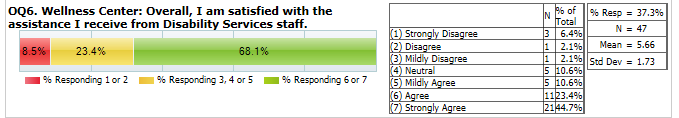 OQ6. Wellness Center: Overall, I am satisfied with the
assistance I receive from Disability Services staff.
8.5% 23.4% 68.1%
% Responding 1 or 2 % Responding 3, 4 or 5 % Responding 6 or 7
N % of Total
(1) Strongly Disagree 3 6.4%
(2) Disagree 1 2.1%
(3) Mildly Disagree 1 2.1%
(4) Neutral 5 10.6%
(5) Mildly Agree 5 10.6%
(6) Agree 11 23.4%
(7) Strongly Agree 21 44.7%
% Resp = 37.3%
N = 47
Mean = 5.66
Std Dev = 1.73